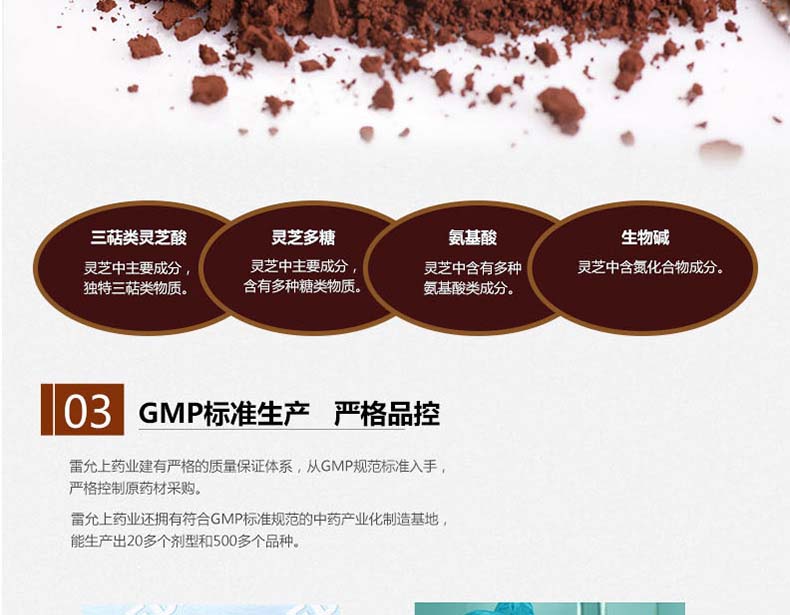 三萜类灵芝酸
灵芝中主要成分，
独特三萜类物质。
灵芝多糖
灵芝中主要成分，
含有多种糖类物质。
氨基酸
灵芝中含有多种
氨基酸类成分。
生物碱
灵芝中含氮化合物成分。
03 GMP标准生产 严格品控
雷允上药业建有严格的质量保证体系，从GMP规范标准入手，
严格控制原药材采购。
雷允上药业还拥有符合GMP标准规范的中药产业化制造基地，
能生产出20多个剂型和500多个品种。